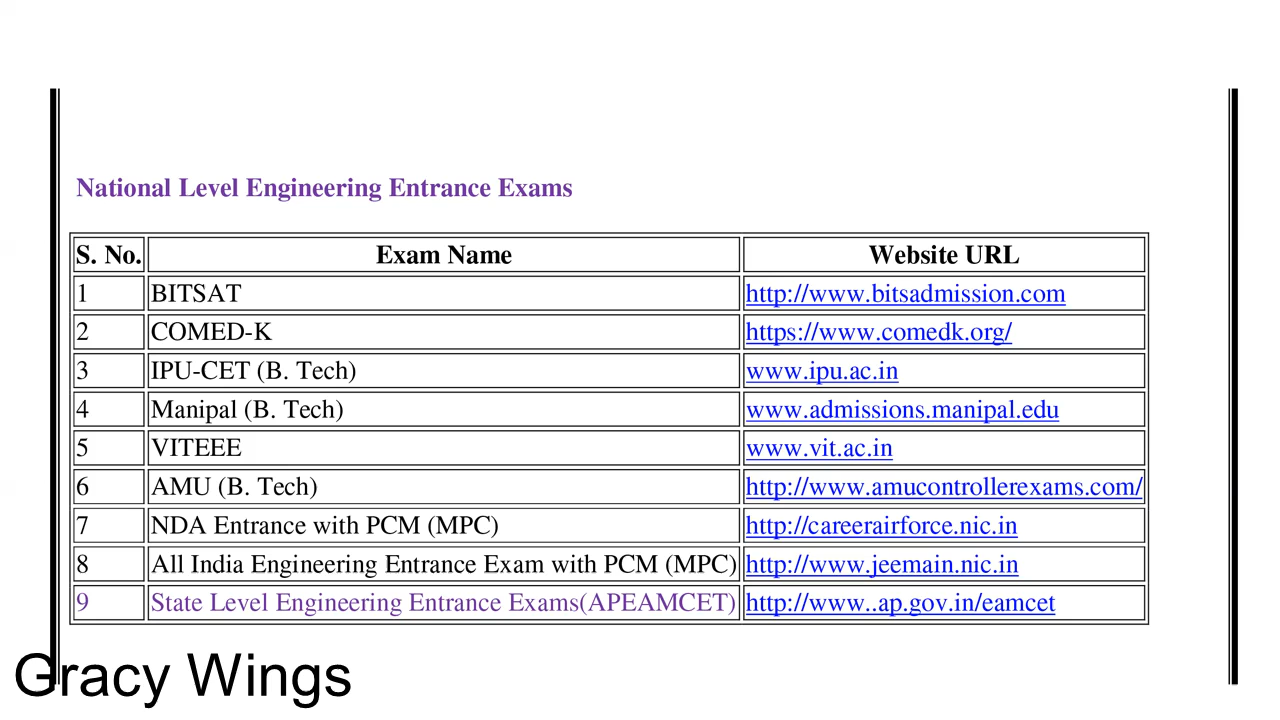 National Level Engineering Entrance Exams
S. No. Exam Name Website URL
1 BITSAT http://www.bitsadmission.com
2 COMED-K https://www.comedk.org/
3 IPU-CET (B. Tech) www.ipu.ac.in
4 Manipal (B. Tech) www.admissions.manipal.edu
5 VITEEE www.vit.ac.in
6 AMU (B. Tech) http://www.amucontrollerexams.com/
7 NDA Entrance with PCM (MPC) http://careerairforce.nic.in
8 All India Engineering Entrance Exam with PCM (MPC) http://www.jeemain.nic.in
9 State Level Engineering Entrance Exams(APEAMCET) http://www..ap.gov.in/eamcet
Gracy Wings